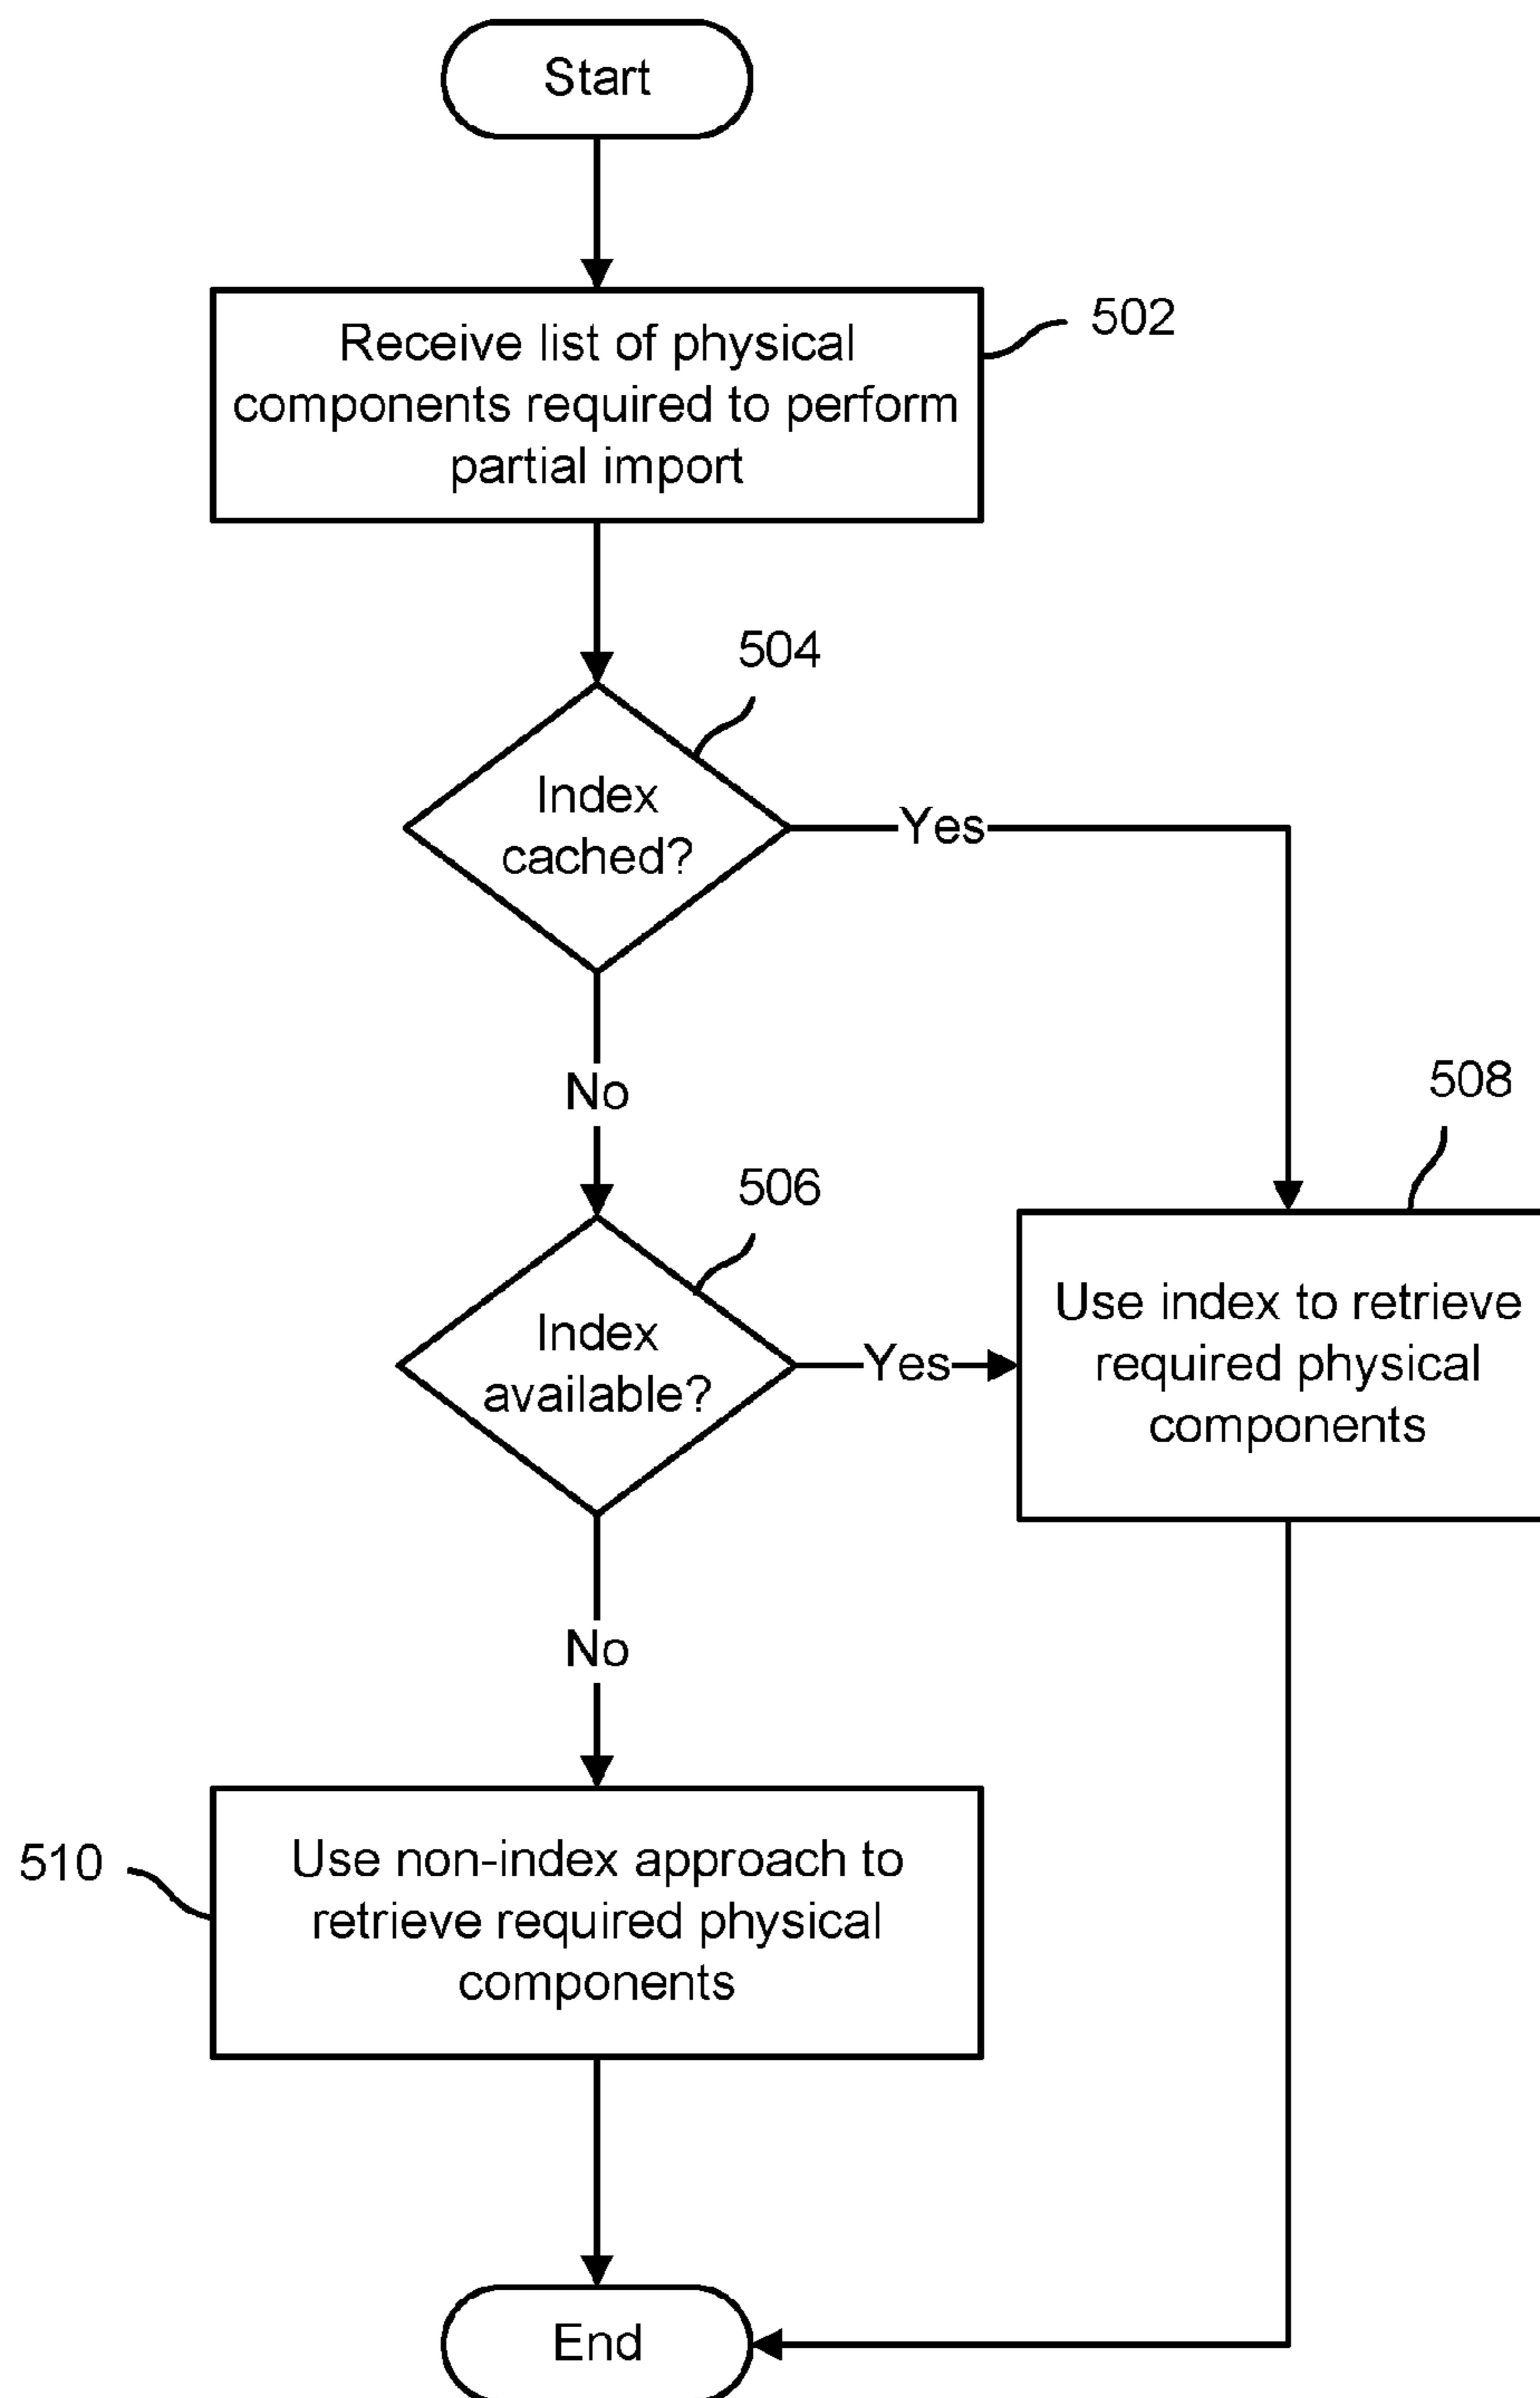 Start
Receive list of physical
components required to perform
partial import
502
504
Index
cached?
Yes
No
508
506
Index
available?
Yes
Use index to retrieve
required physical
components
No
510
Use non-index approach to
retrieve required physical
components
End